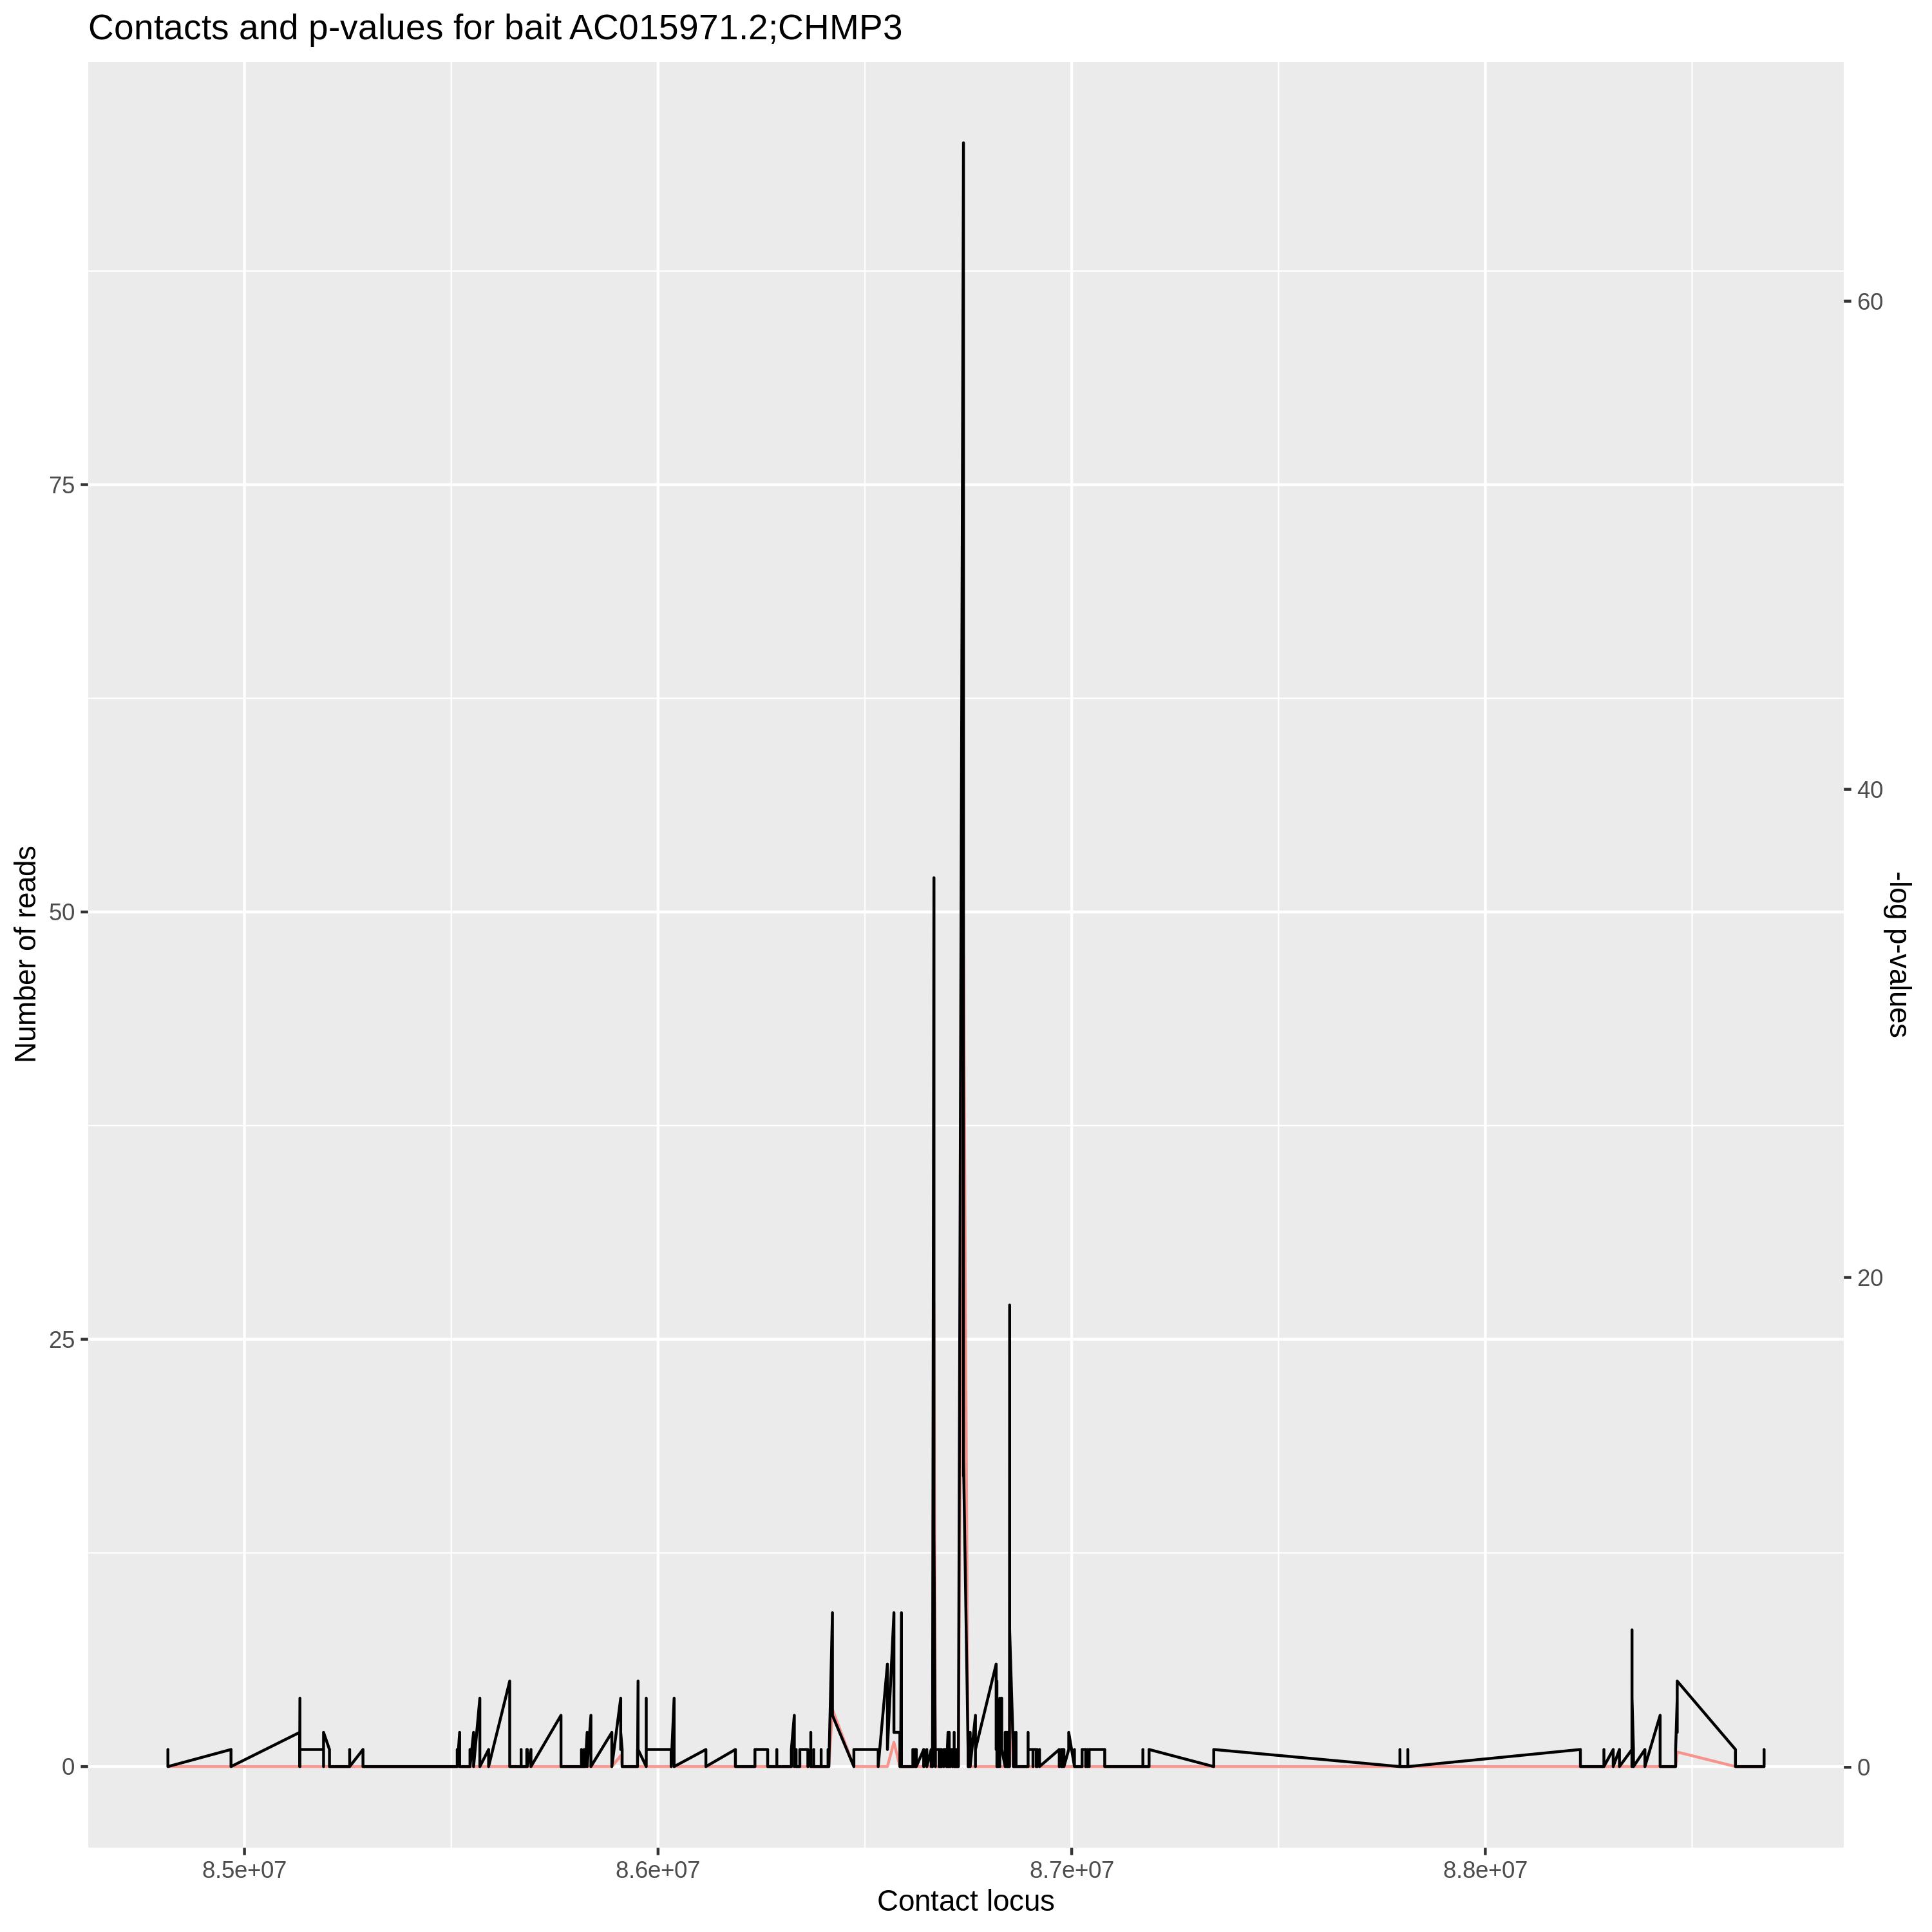 Contacts and p-values for bait AC015971.2;CHMP3
75
50
25
0
Number of reads
60
40
20
0
-log p-values
8.5e+07
8.6e+07
8.7e+07
8.8e+07
Contact locus